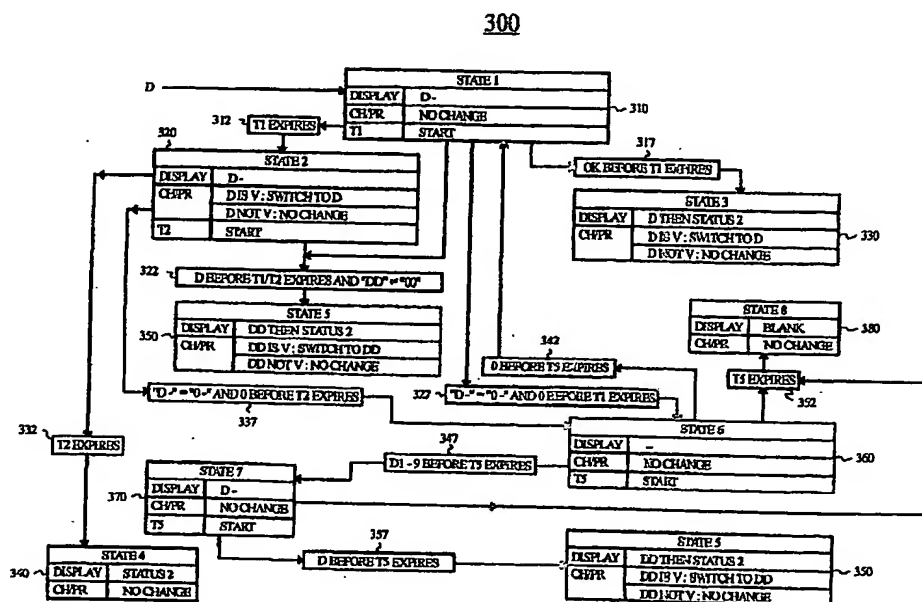 300
STATE 1
D
DISPLAY D-
CH/PR NO CHANGE
T1 START
310
312
T1 EXPIRES
317
OK BEFORE T1 EXPIRES
320
STATE 2
DISPLAY D-
CH/PR D IS V : SWITCH TO D
D NOT V : NO CHANGE
T2 START
STATE 3
DISPLAY D THEN STATUS 2
CH/PR D IS V : SWITCH TO D
D NOT V : NO CHANGE
330
322
D BEFORE T1/T2 EXPIRES AND "DD" ≠ "00"
STATE 5
DISPLAY DD THEN STATUS 2
CH/PR DD IS V : SWITCH TO DD
DD NOT V : NO CHANGE
350
STATE 8
DISPLAY BLANK
CH/PR NO CHANGE
380
342
0 BEFORE T5 EXPIRES
T5 EXPIRES
352
"D-" = "0-" AND 0 BEFORE T2 EXPIRES
337
327
"D-" = "0-" AND 0 BEFORE T1 EXPIRES
332
T2 EXPIRES
STATE 6
DISPLAY –
CH/PR NO CHANGE
T5 START
360
347
D1 - 9 BEFORE T5 EXPIRES
STATE 7
DISPLAY D-
CH/PR NO CHANGE
T5 START
370
357
D BEFORE T5 EXPIRES
STATE 4
DISPLAY STATUS 2
CH/PR NO CHANGE
340
STATE 5
DISPLAY DD THEN STATUS 2
CH/PR DD IS V : SWITCH TO DD
DD NOT V : NO CHANGE
350